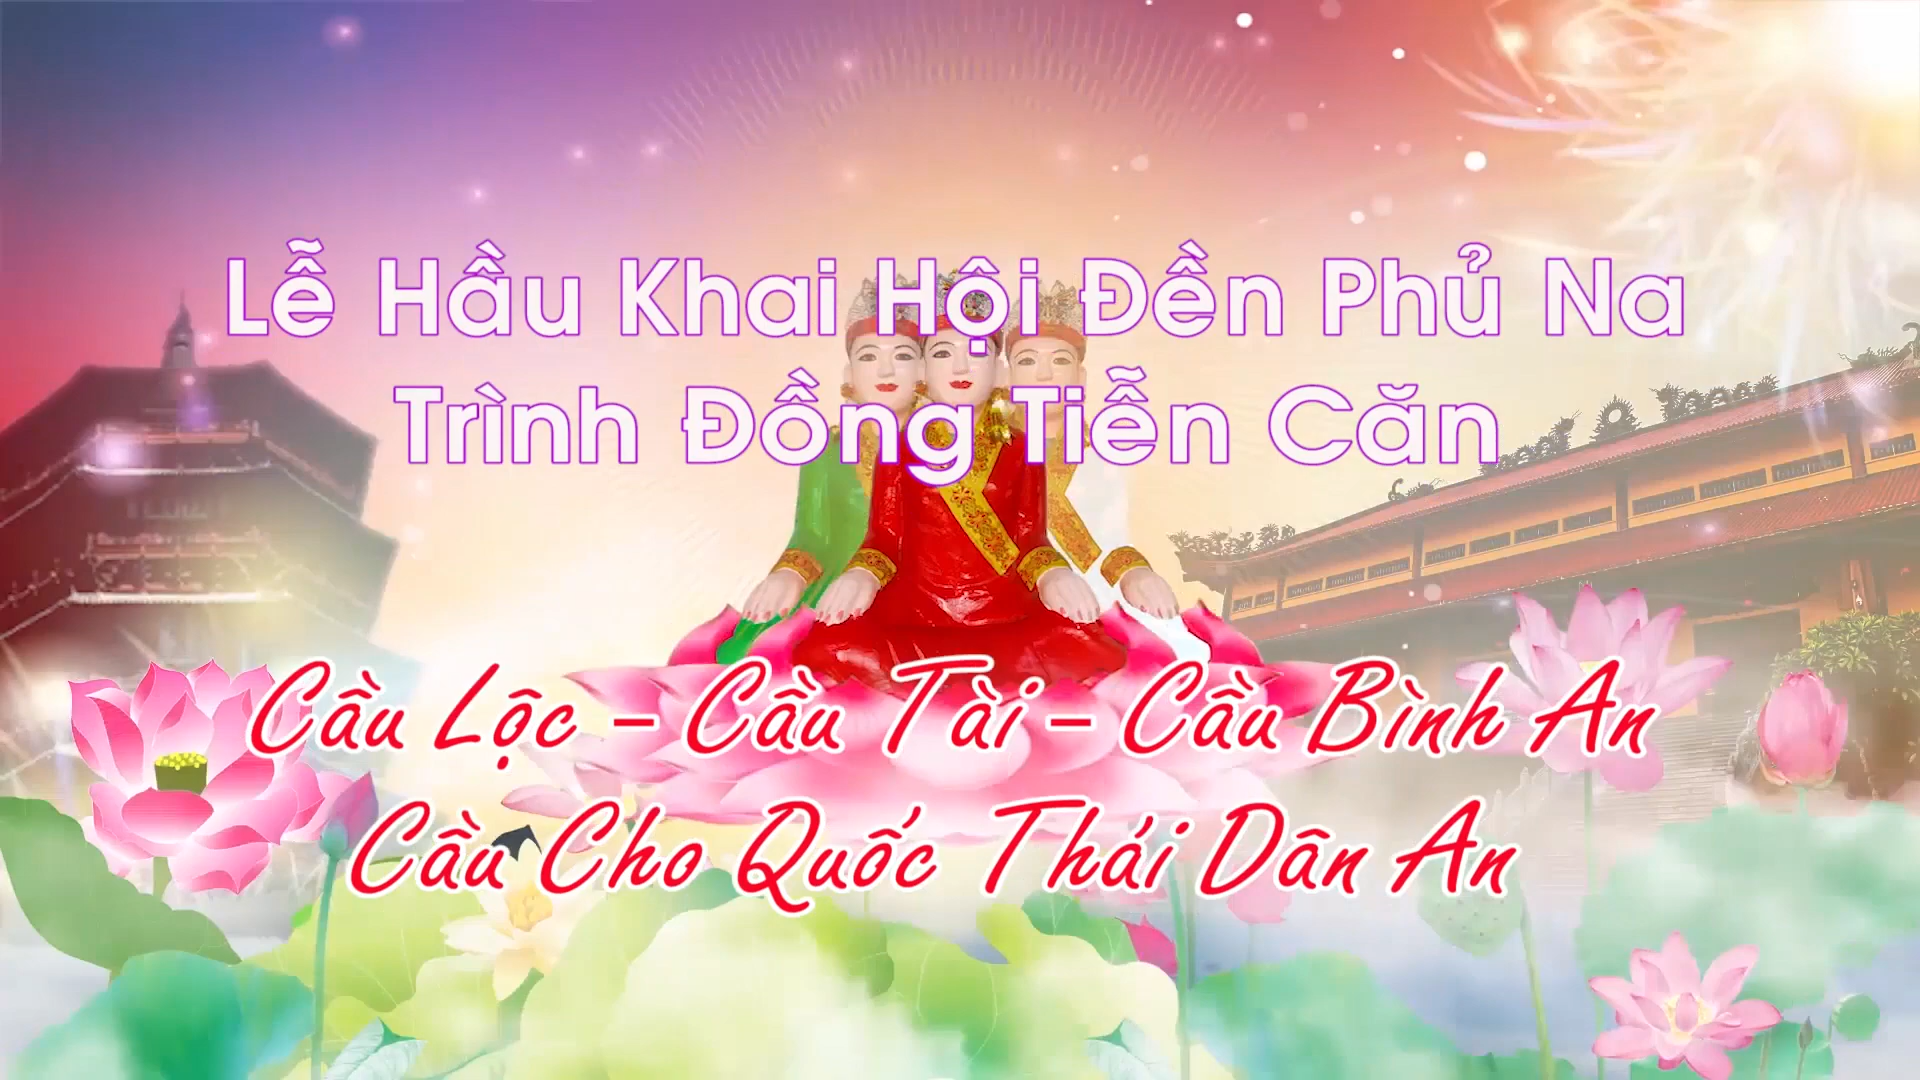 Lễ Hầu Khai Hội Đền Phủ Na
Trình Đồng Tiễn Căn
Cầu Lộc – Cầu Tài – Cầu Bình An
Cầu Cho Quốc Thái Dân An